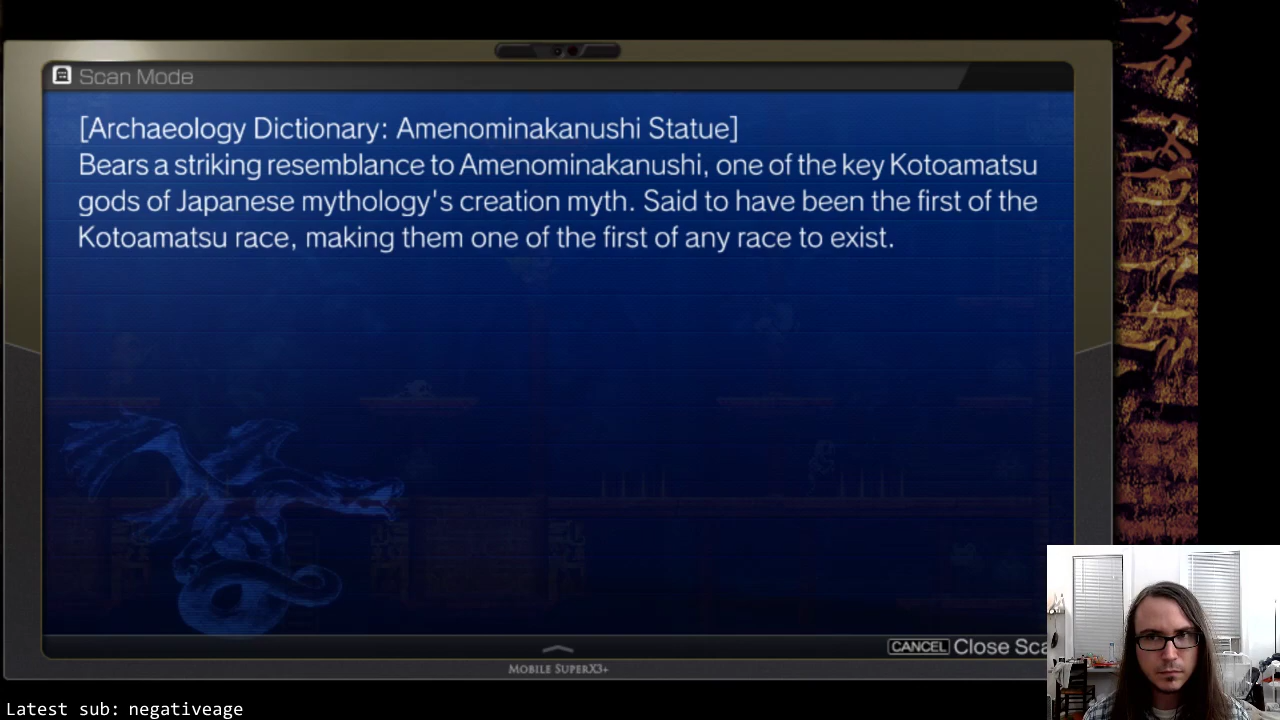 Scan Mode
[Archaeology Dictionary: Amenominakanushi Statue]
Bears a striking resemblance to Amenominakanushi, one of the key Kotoamatsu
gods of Japanese mythology's creation myth. Said to have been the first of the
Kotoamatsu race, making them one of the first of any race to exist.
CANCEL Close Sca
MOBILE SUPERX3+
Latest sub: negativeage